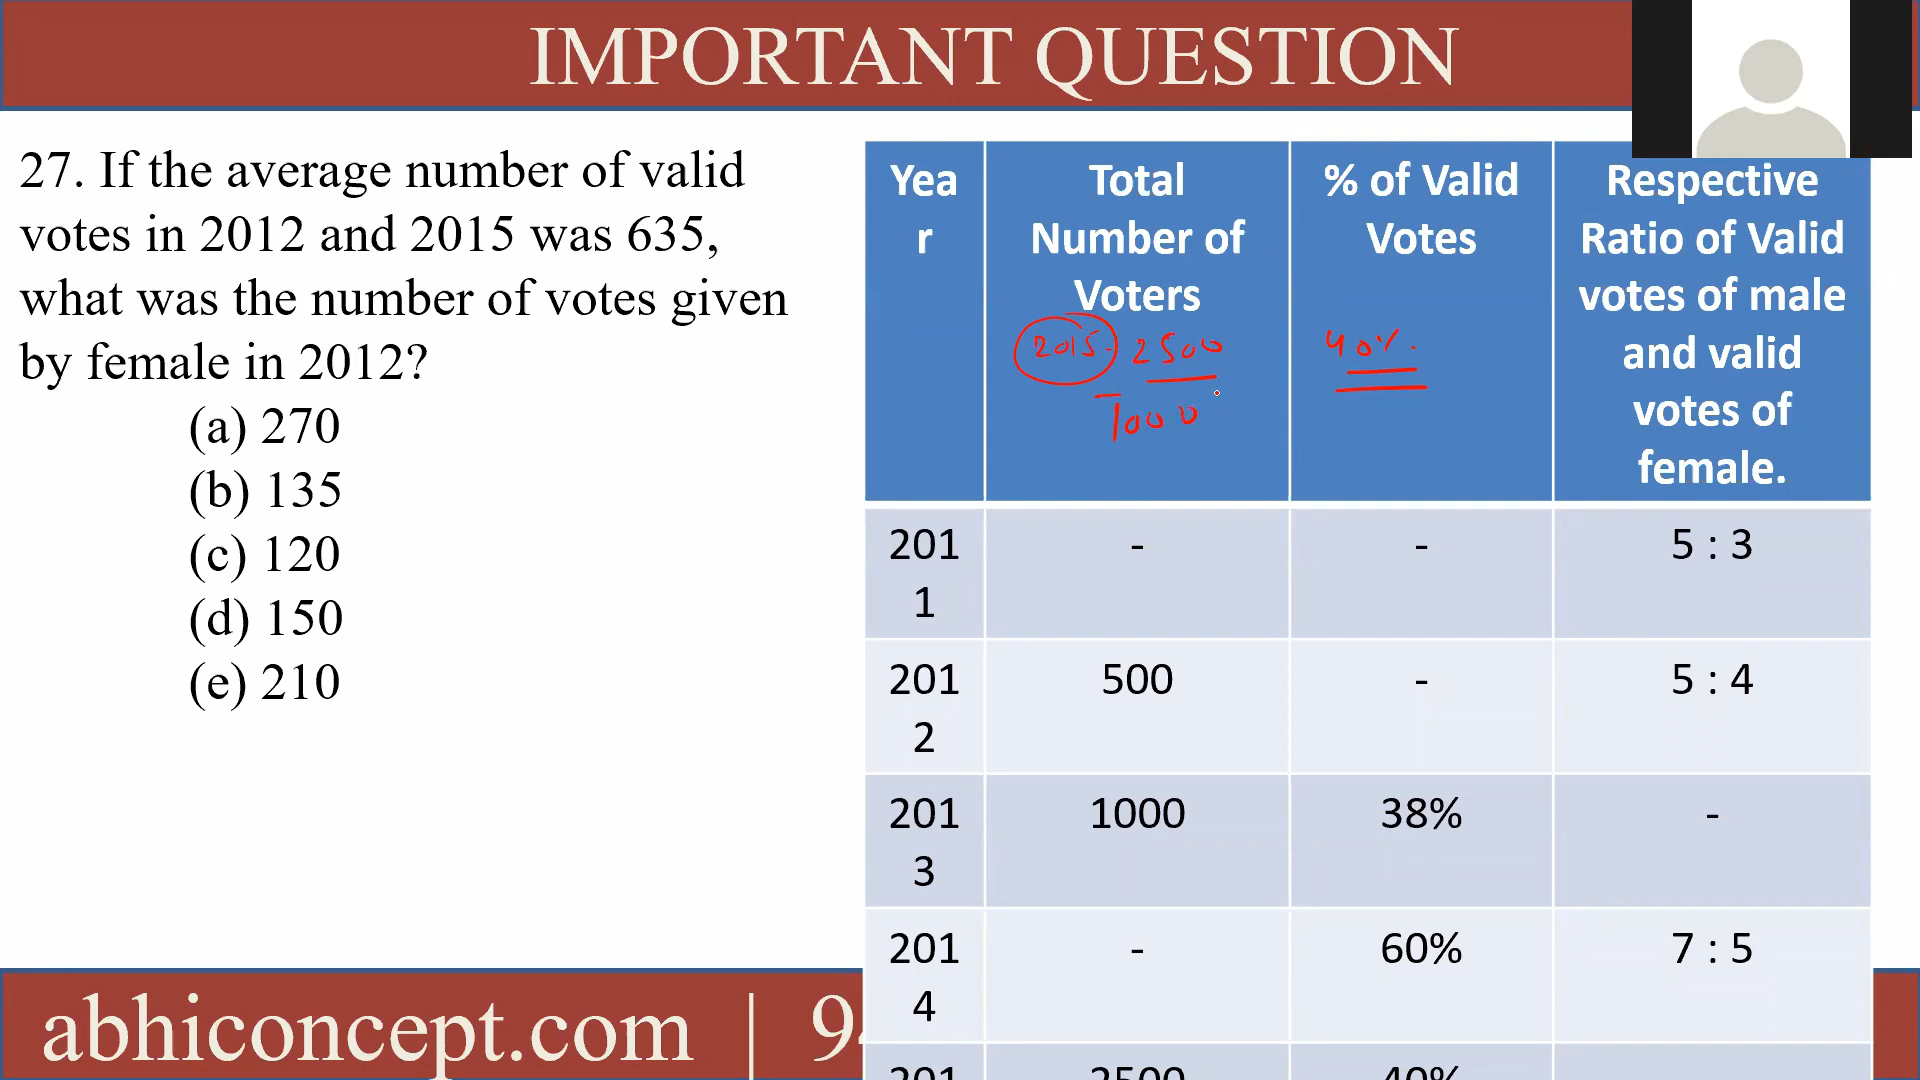 IMPORTANT QUESTION
27. If the average number of valid
votes in 2012 and 2015 was 635,
what was the number of votes given
by female in 2012?
(a) 270
(b) 135
(c) 120
(d) 150
(e) 210
Yea
r
Total
Number of
Voters
2015- 2500
1000
% of Valid
Votes
40%.
Respective
Ratio of Valid
votes of male
and valid
votes of
female.
201
1
-
-
5 : 3
201
2
500
-
5 : 4
201
3
1000
38%
-
201
4
-
60%
7 : 5
201
2500
40%
abhiconcept.com | 9